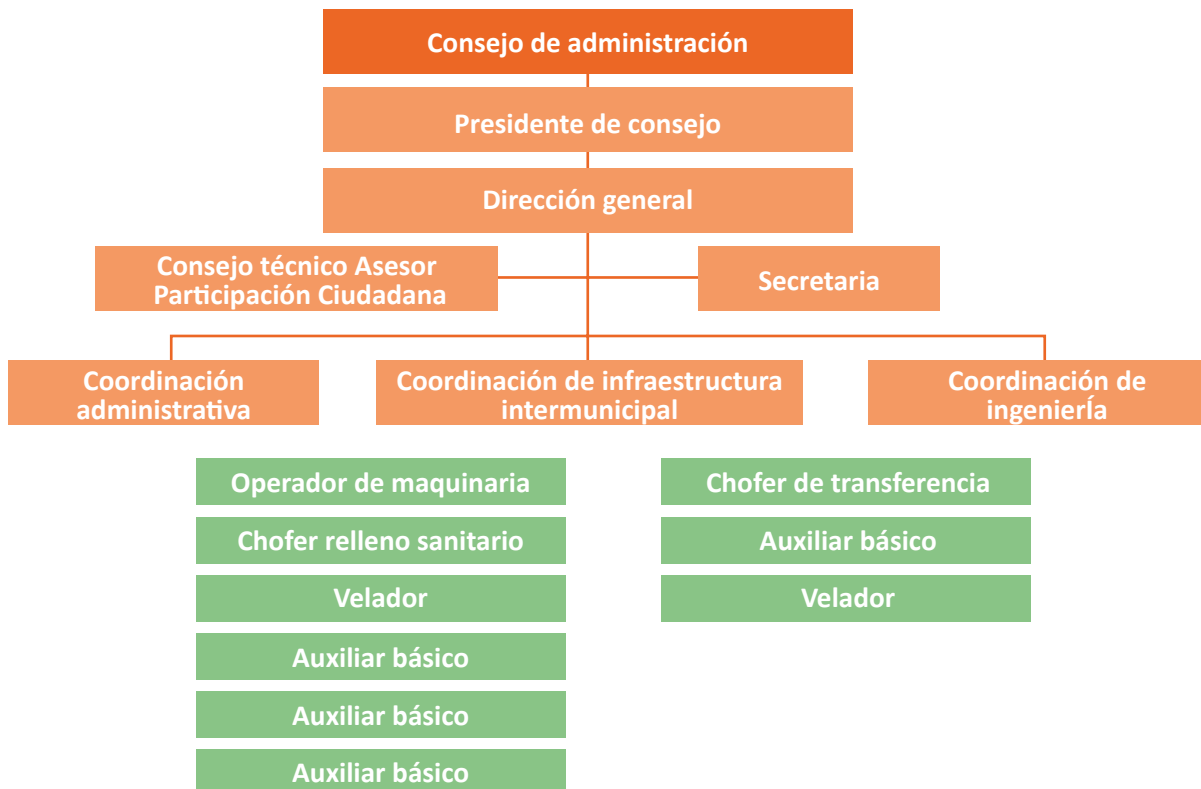 Consejo de administración
Presidente de consejo
Dirección general
Consejo técnico Asesor
Participación Ciudadana
Secretaria
Coordinación
administrativa
Coordinación de infraestructura
intermunicipal
Coordinación de
ingenierÍa
Operador de maquinaria
Chofer relleno sanitario
Velador
Auxiliar básico
Auxiliar básico
Auxiliar básico
Chofer de transferencia
Auxiliar básico
Velador